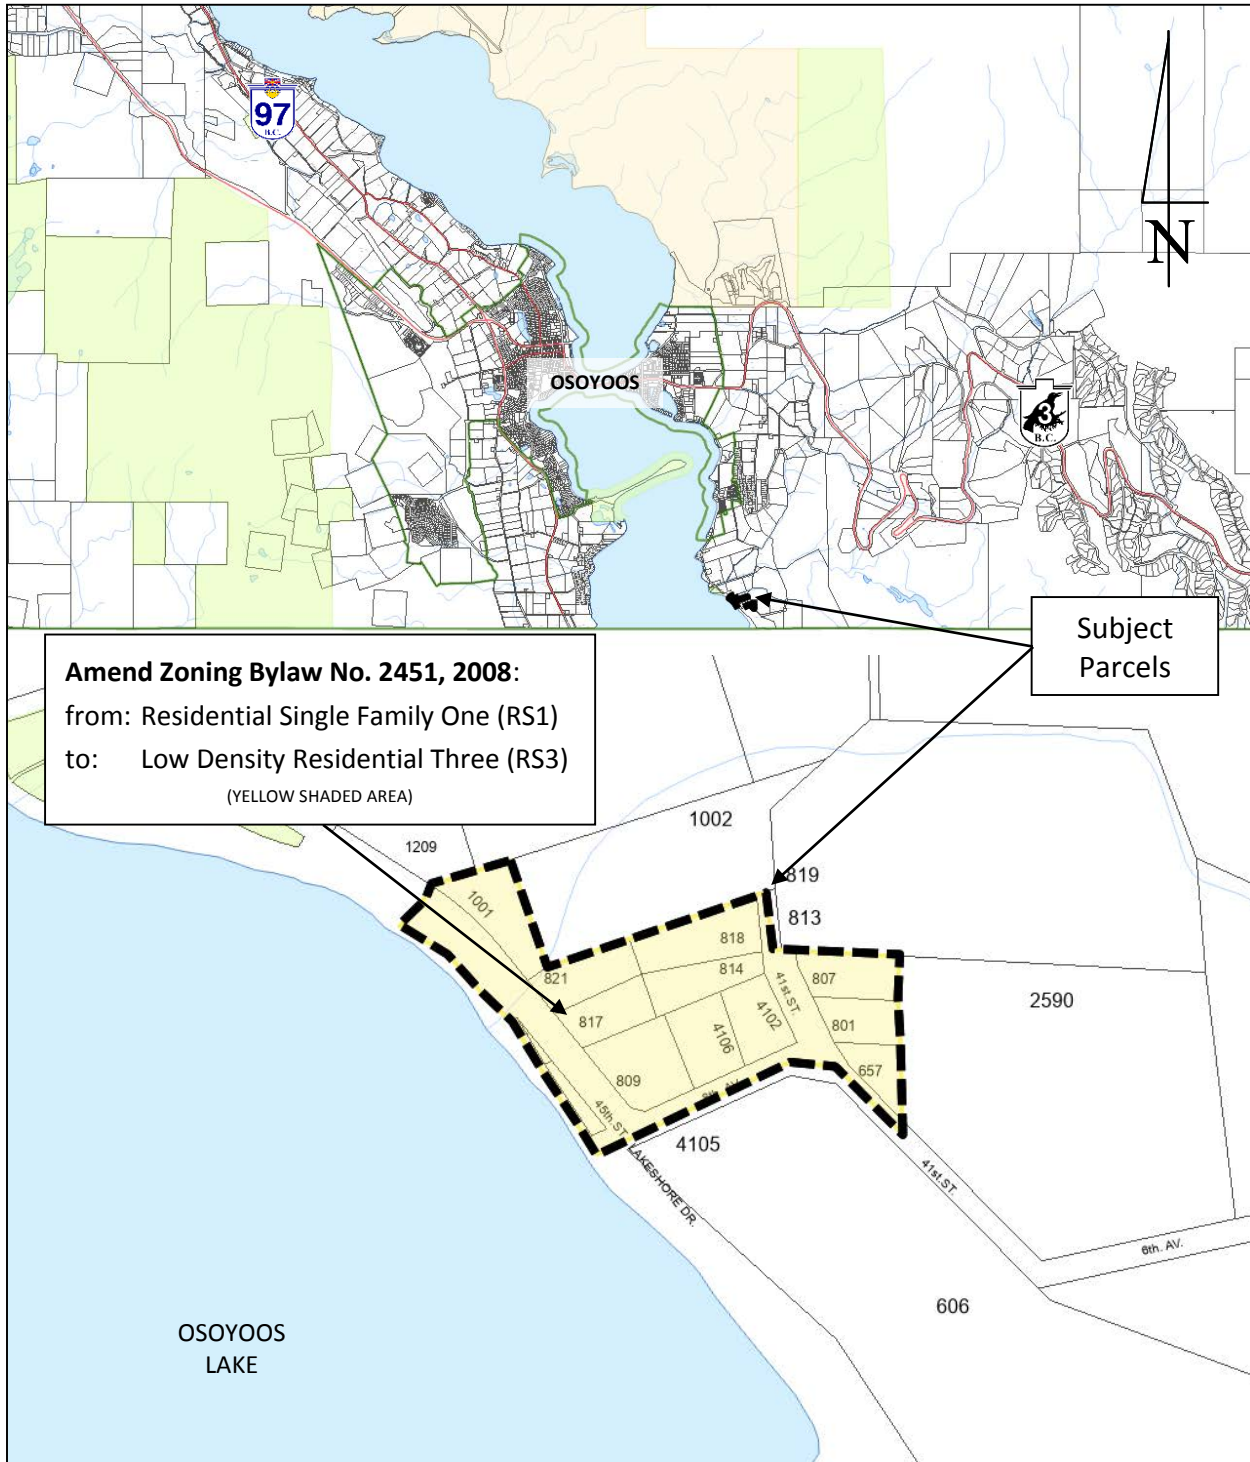 97
B.C.
N
OSOYOOS
3
B.C.
Subject
Parcels
Amend Zoning Bylaw No. 2451, 2008:
from: Residential Single Family One (RS1)
to: Low Density Residential Three (RS3)
(YELLOW SHADED AREA)
1002
1209
819
1001
813
818
821
814
807
41st.ST.
2590
817
4102
801
4106
657
809
45th.ST.
4105
LAKESHORE DR.
41st.ST.
6th. AV.
606
OSOYOOS
LAKE